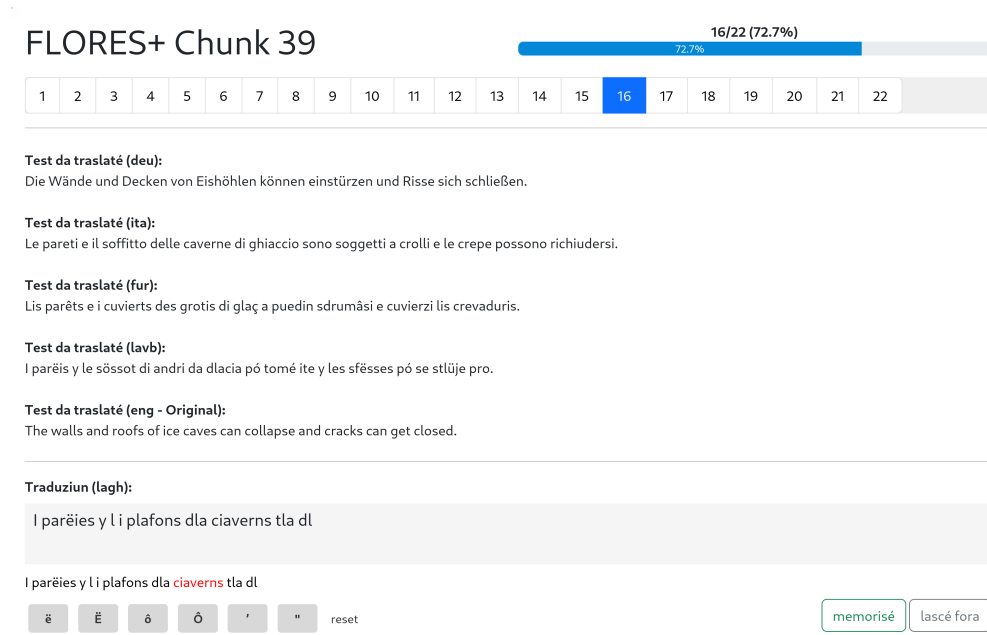 FLORES+ Chunk 39
16/22 (72.7%)
72.7%
1 2 3 4 5 6 7 8 9 10 11 12 13 14 15 16 17 18 19 20 21 22
Test da traslaté (deu):
Die Wände und Decken von Eishöhlen können einstürzen und Risse sich schließen.
Test da traslaté (ita):
Le pareti e il soffitto delle caverne di ghiaccio sono soggetti a crolli e le crepe possono richiudersi.
Test da traslaté (fur):
Lis parêts e i cuvierts des grotis di glaç a puedin sdrumâsi e cuvierzi lis crevaduris.
Test da traslaté (lavb):
I parëis y le sössot di andri da dlacia pó tomé ite y les sfësses pó se stlüje pro.
Test da traslaté (eng - Original):
The walls and roofs of ice caves can collapse and cracks can get closed.
Traduziun (lagh):
I parëies y l i plafons dla ciaverns tla dl
I parëies y l i plafons dla ciaverns tla dl
ë Ë ô Ô ' " reset
memorisé lascé fora